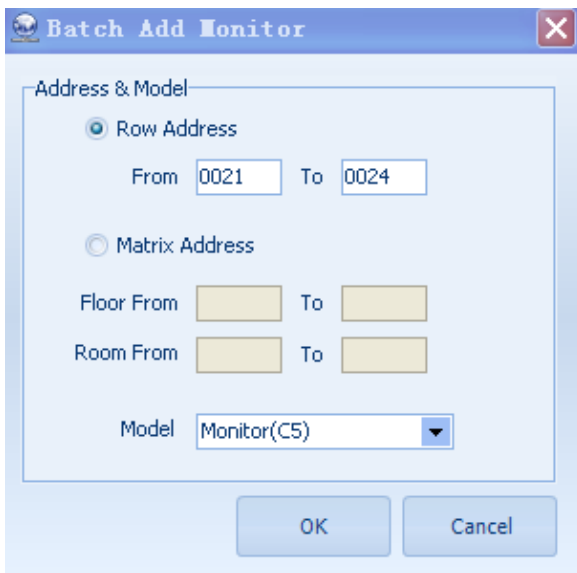 Batch Add Monitor
Address & Model
Row Address
From 0021 To 0024
Matrix Address
Floor From To
Room From To
Model Monitor(C5)
OK Cancel